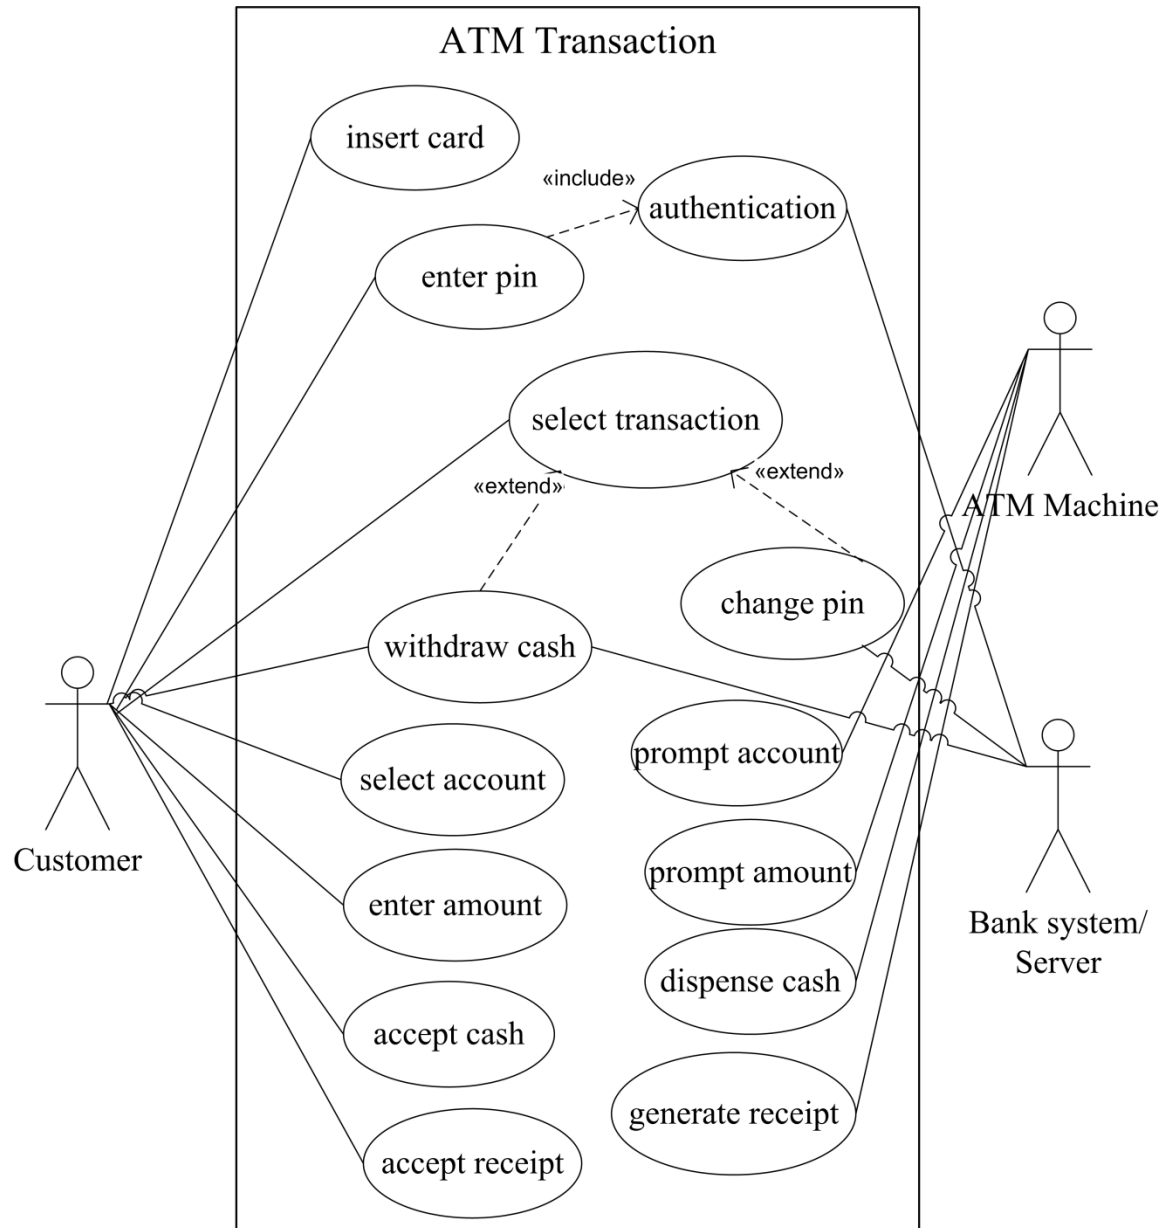 ATM Transaction
insert card
«include»
authentication
enter pin
select transaction
«extend»
«extend»
ATM Machine
change pin
withdraw cash
prompt account
select account
Customer
prompt amount
enter amount
Bank system/
Server
dispense cash
accept cash
generate receipt
accept receipt